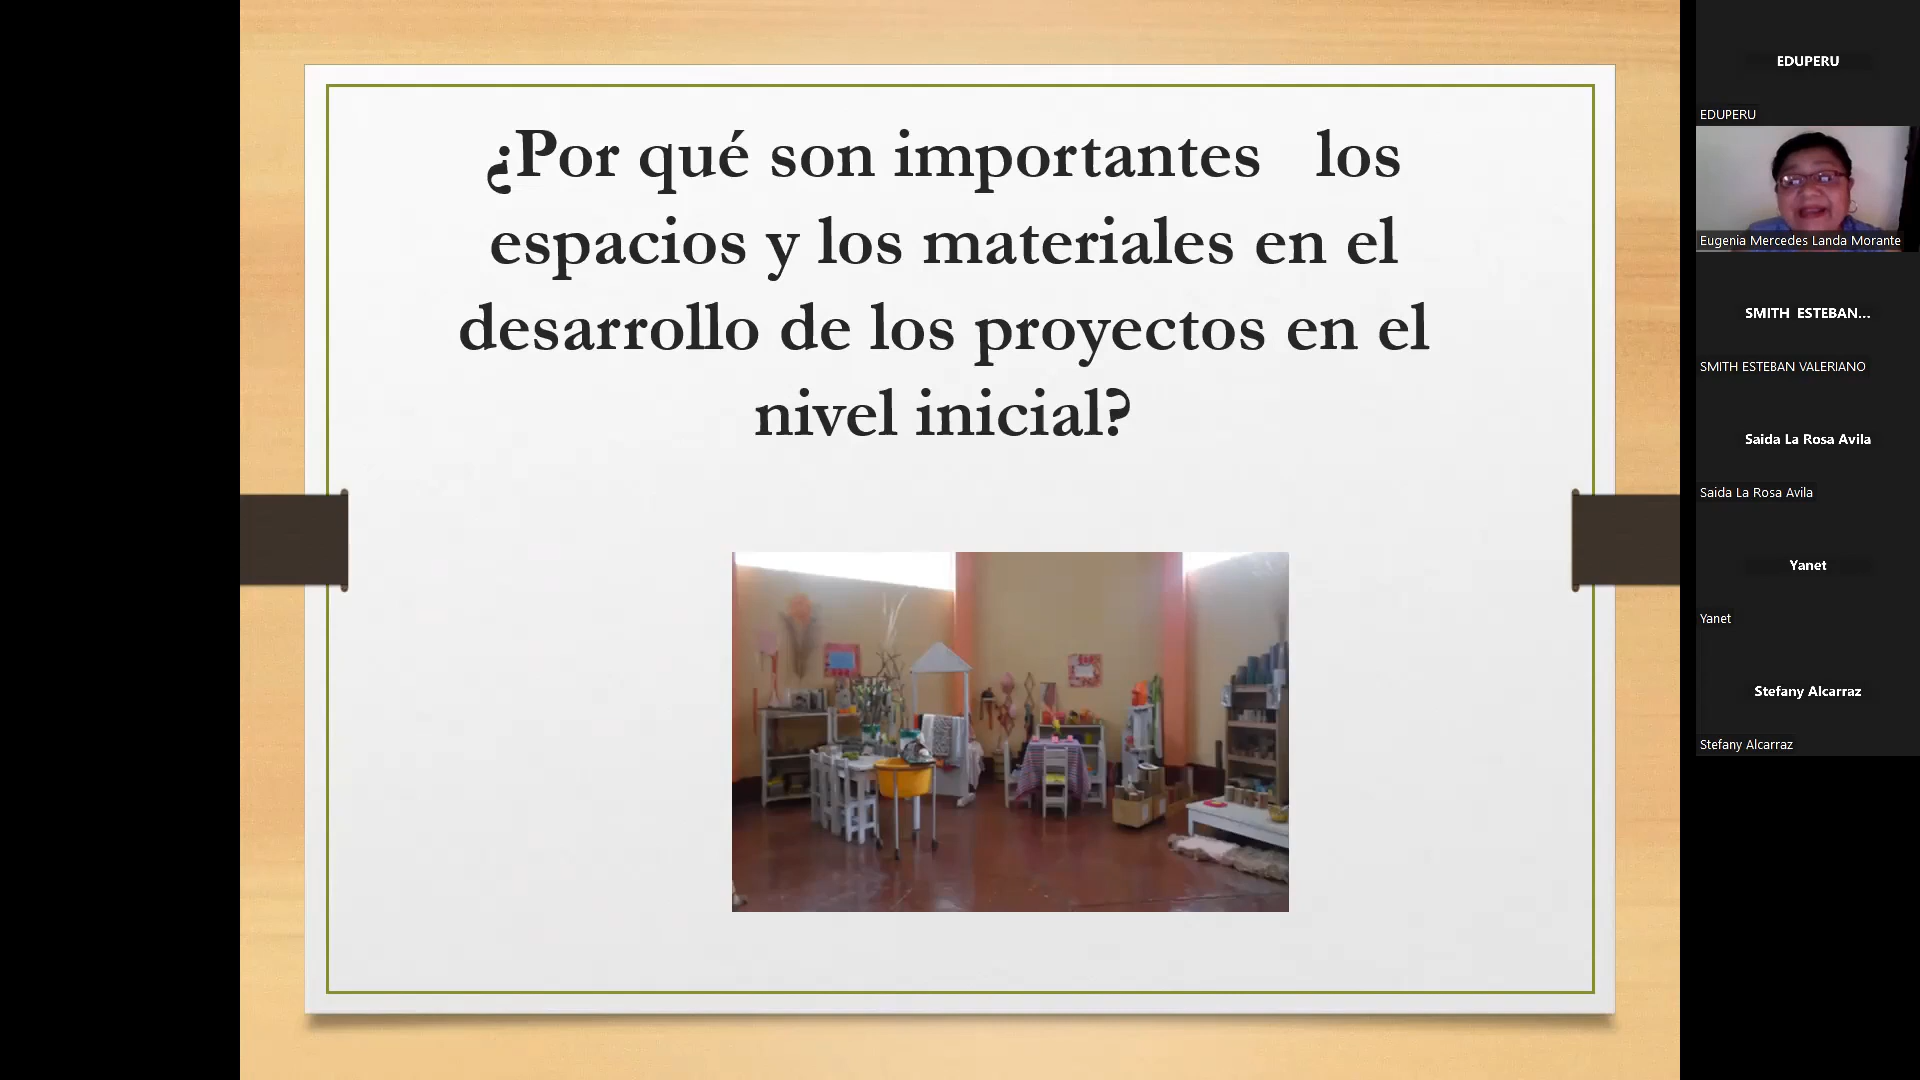 ¿Por qué son importantes los
espacios y los materiales en el
desarrollo de los proyectos en el
nivel inicial?
EDUPERU
EDUPERU
Eugenia Mercedes Landa Morante
SMITH ESTEBAN...
SMITH ESTEBAN VALERIANO
Saida La Rosa Avila
Saida La Rosa Avila
Yanet
Yanet
Stefany Alcarraz
Stefany Alcarraz